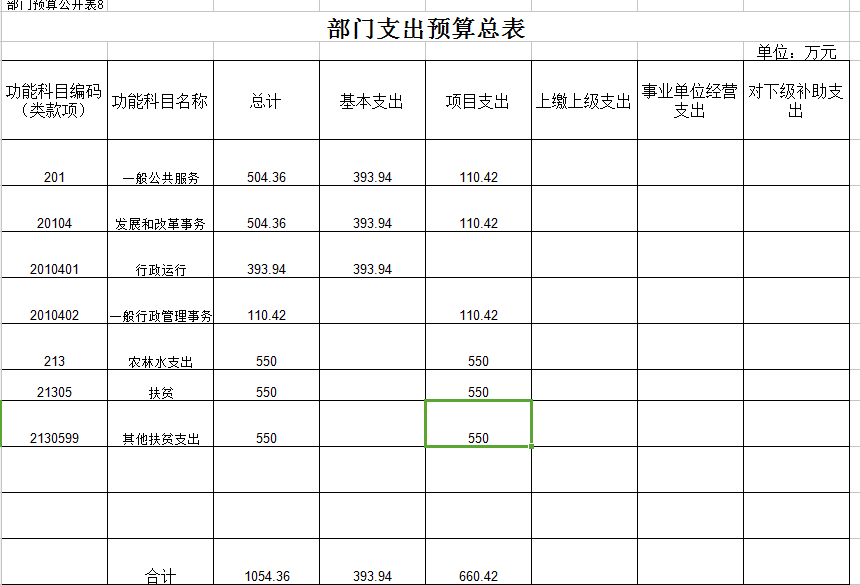 部门预算公开表8
部门支出预算总表
单位：万元
功能科目编码（类款项） 功能科目名称 总计 基本支出 项目支出 上缴上级支出 事业单位经营支出 对下级补助支出
201 一般公共服务 504.36 393.94 110.42
20104 发展和改革事务 504.36 393.94 110.42
2010401 行政运行 393.94 393.94
2010402 一般行政管理事务 110.42 110.42
213 农林水支出 550 550
21305 扶贫 550 550
2130599 其他扶贫支出 550 550
合计 1054.36 393.94 660.42